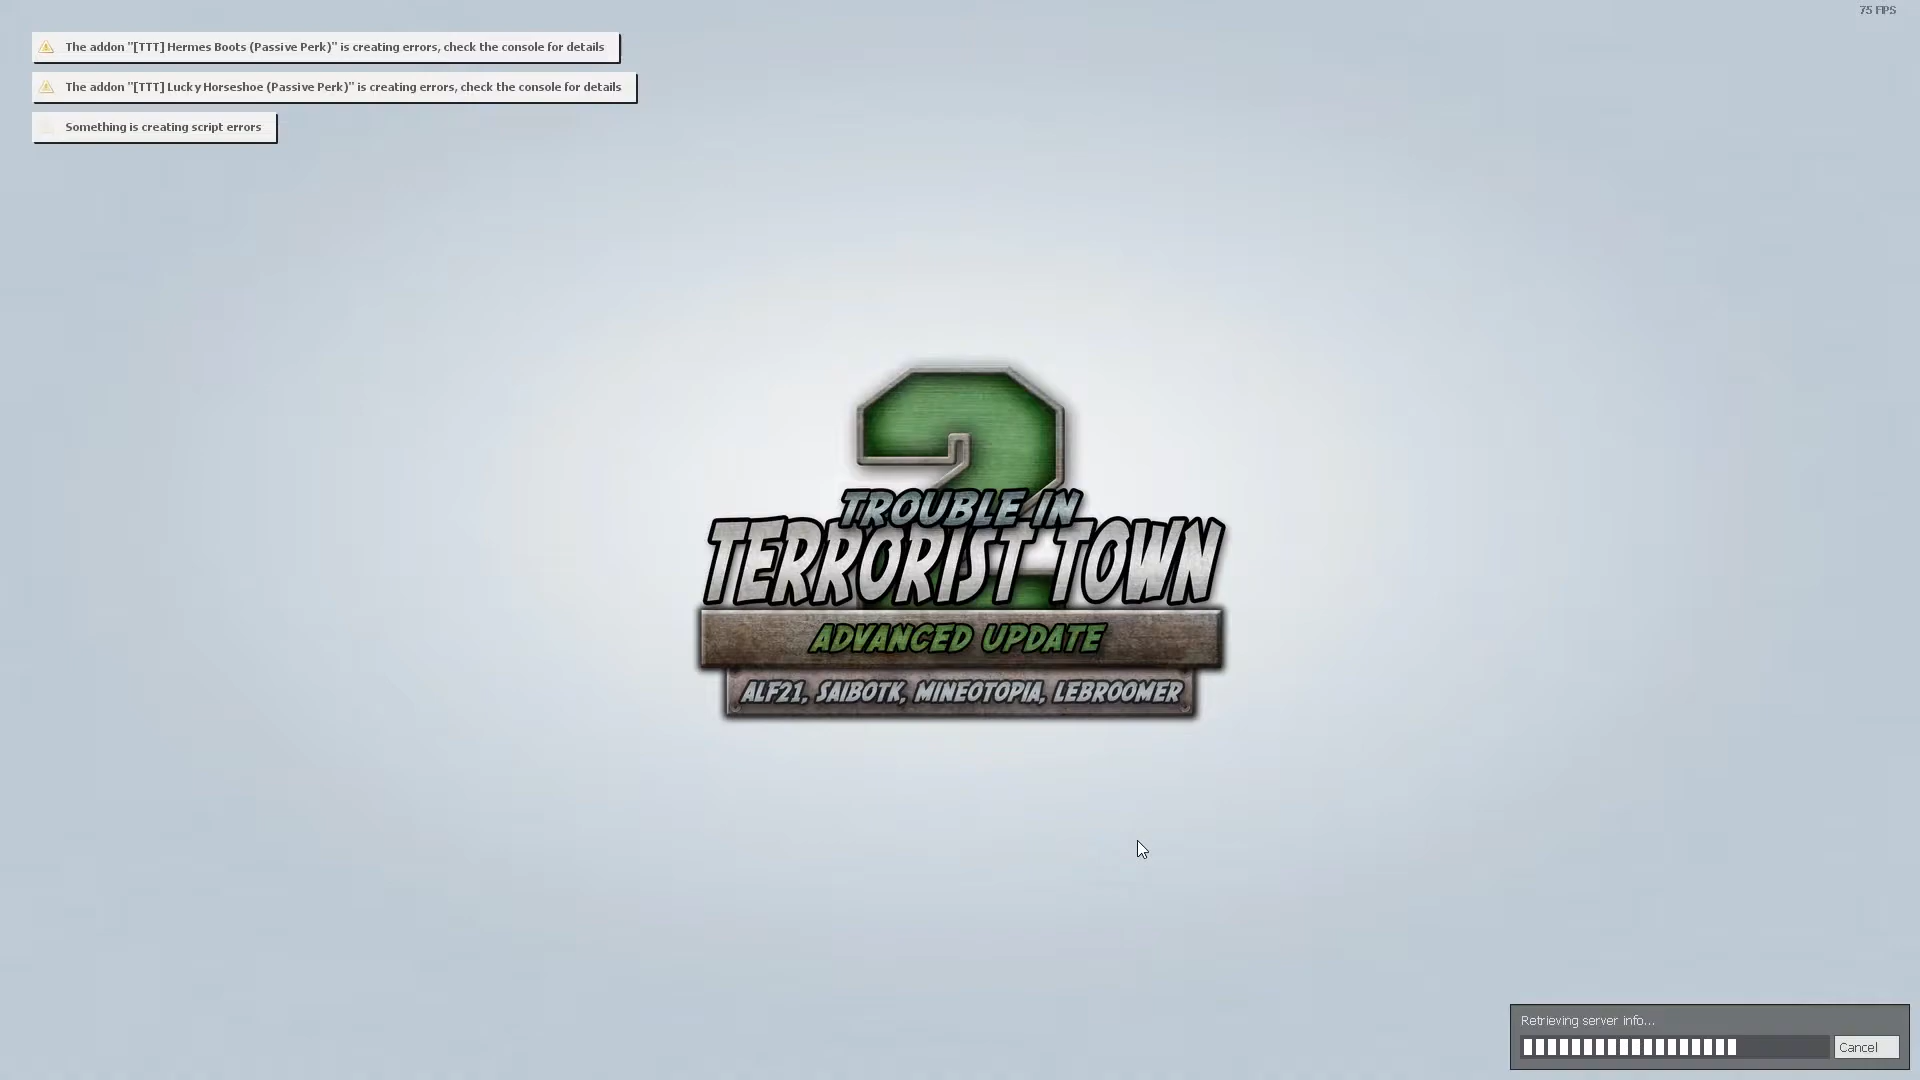 75 FPS
The addon "[TTT] Hermes Boots (Passive Perk)" is creating errors, check the console for details
The addon "[TTT] Lucky Horseshoe (Passive Perk)" is creating errors, check the console for details
Something is creating script errors
2
TROUBLE IN
TERRORIST TOWN
ADVANCED UPDATE
ALF21, SAIBOTK, MINEOTOPIA, LEBROOMER
Retrieving server info...
Cancel